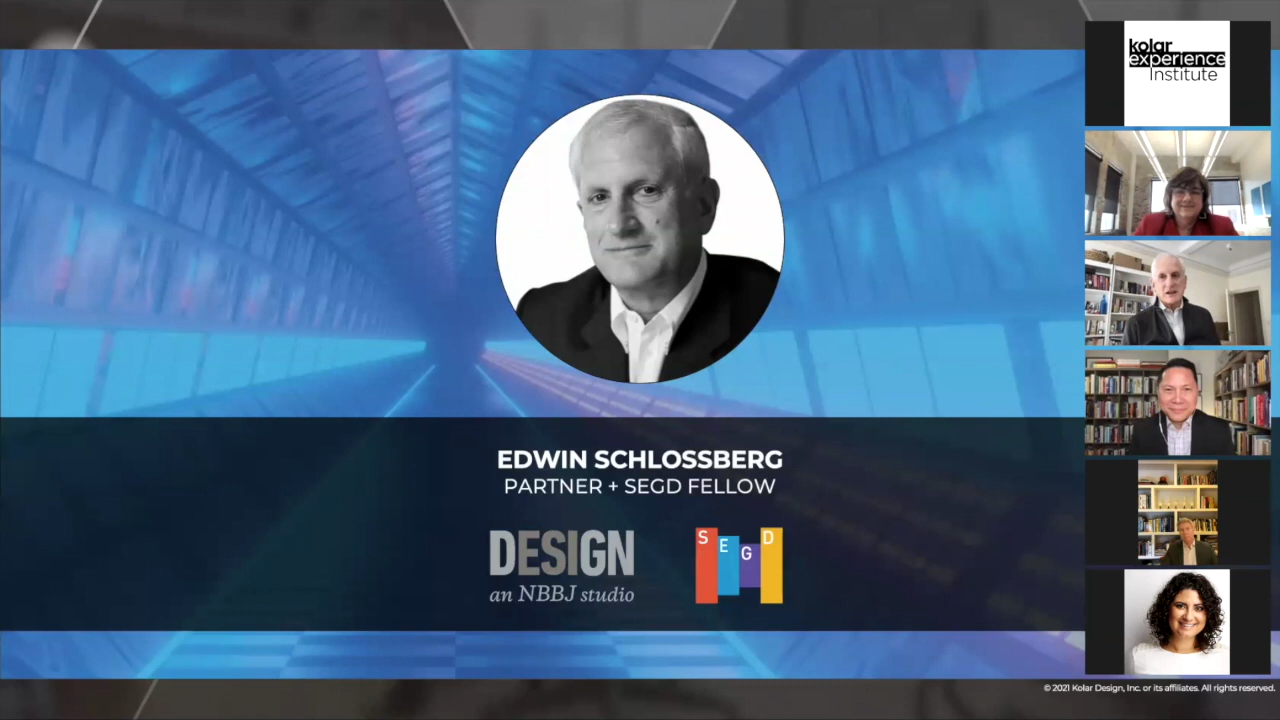 kolar
experience
Institute
EDWIN SCHLOSSBERG
PARTNER + SEGD FELLOW
DESIGN
an NBBJ studio
SEGD
© 2021 Kolar Design, Inc. or its affiliates. All rights reserved.